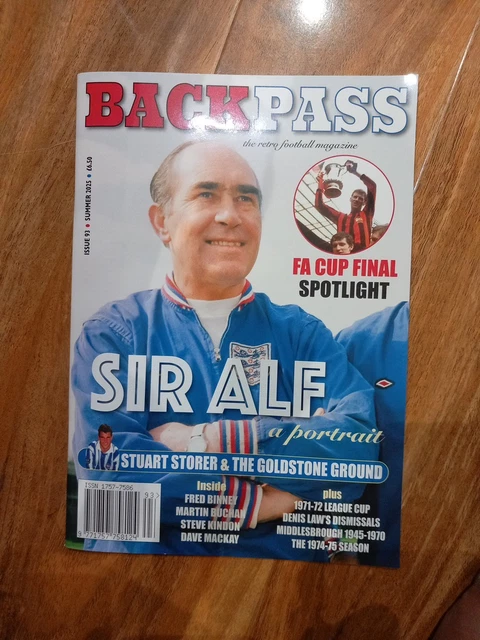 BACKPASS
the retro football magazine
ISSUE 93 • SUMMER 2025 • £6.50
FA CUP FINAL
SPOTLIGHT
SIR ALF
a portrait
STUART STORER & THE GOLDSTONE GROUND
Inside
FRED BINNEY
MARTIN BUCHAN
STEVE KINDON
DAVE MACKAY
plus
1971-72 LEAGUE CUP
DENIS LAW'S DISMISSALS
MIDDLESBROUGH 1945-1970
THE 1974-75 SEASON
ISSN 1757-7586
93>